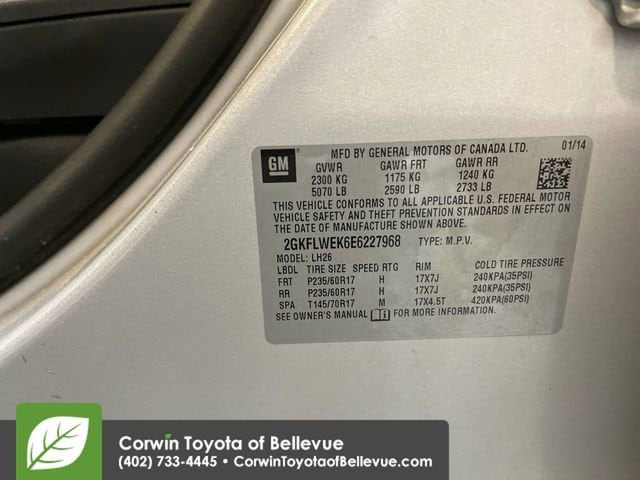 GM
MFD BY GENERAL MOTORS OF CANADA LTD. 01/14
GVWR GAWR FRT GAWR RR
2300 KG 1175 KG 1240 KG
5070 LB 2590 LB 2733 LB
THIS VEHICLE CONFORMS TO ALL APPLICABLE U.S. FEDERAL MOTOR
VEHICLE SAFETY AND THEFT PREVENTION STANDARDS IN EFFECT ON
THE DATE OF MANUFACTURE SHOWN ABOVE.
2GKFLWEK6E6227968 TYPE: M.P.V.
MODEL: LH26
LBDL TIRE SIZE SPEED RTG RIM COLD TIRE PRESSURE
FRT P235/60R17 H 17X7J 240KPA(35PSI)
RR P235/60R17 H 17X7J 240KPA(35PSI)
SPA T145/70R17 M 17X4.5T 420KPA(60PSI)
SEE OWNER'S MANUAL i FOR MORE INFORMATION.
Corwin Toyota of Bellevue
(402) 733-4445 • CorwinToyotaofBellevue.com